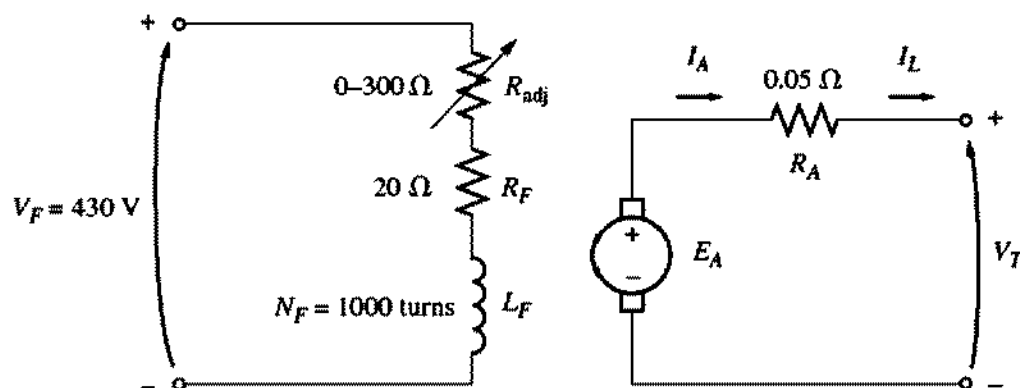 +
0–300 Ω
R_adj
20 Ω
R_F
V_F = 430 V
N_F = 1000 turns
L_F
–
I_A
0.05 Ω
I_L
R_A
+
+
–
E_A
V_T
–